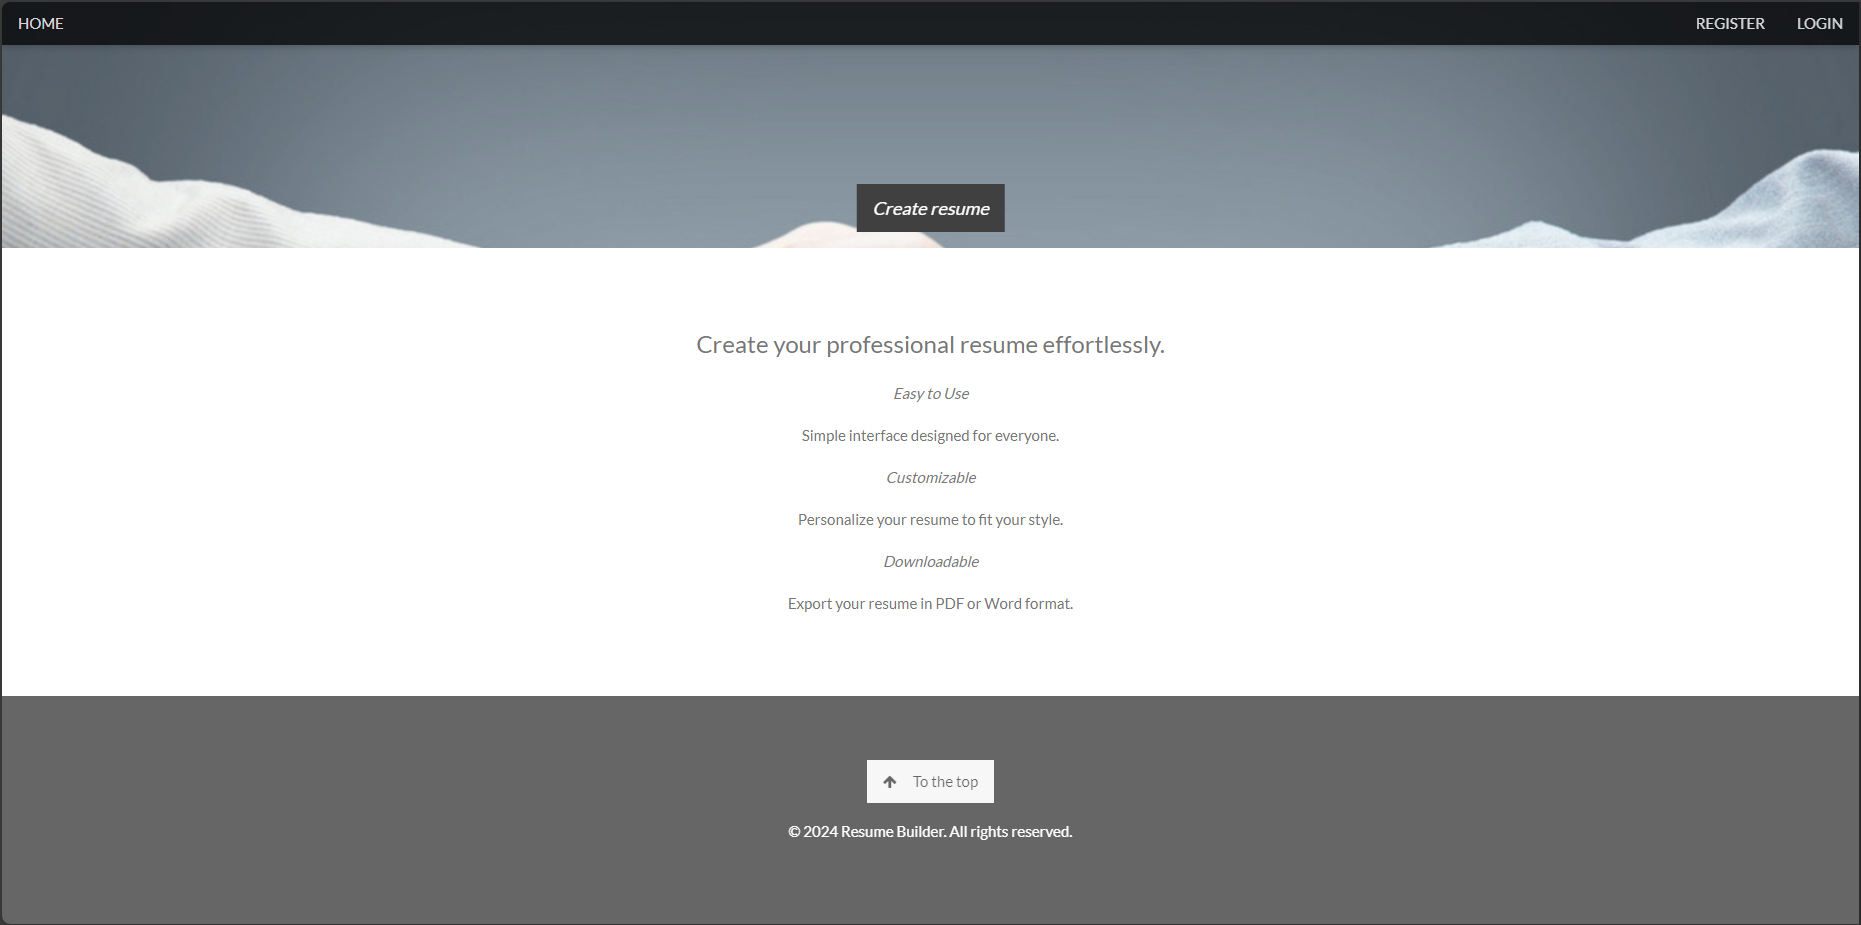 HOME REGISTER LOGIN
Create resume
Create your professional resume effortlessly.
Easy to Use
Simple interface designed for everyone.
Customizable
Personalize your resume to fit your style.
Downloadable
Export your resume in PDF or Word format.
To the top
© 2024 Resume Builder. All rights reserved.